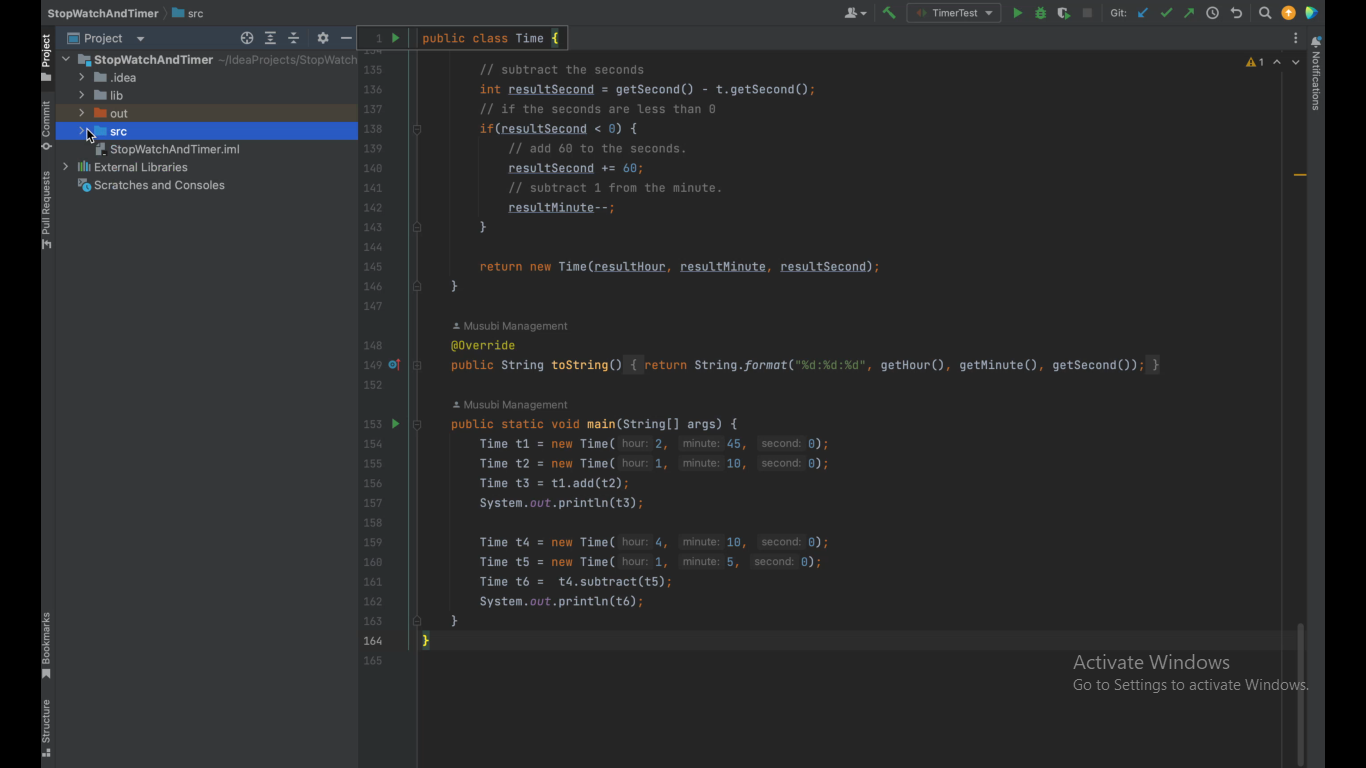 StopWatchAndTimer src
TimerTest
Git:
Project
1 public class Time {
StopWatchAndTimer ~/IdeaProjects/StopWatch
.idea
lib
out
src
StopWatchAndTimer.iml
External Libraries
Scratches and Consoles
Project
Commit
Pull Requests
Bookmarks
Structure
1
Notifications
135 // subtract the seconds
136 int resultSecond = getSecond() - t.getSecond();
137 // if the seconds are less than 0
138 if(resultSecond < 0) {
139 // add 60 to the seconds.
140 resultSecond += 60;
141 // subtract 1 from the minute.
142 resultMinute--;
143 }
144
145 return new Time(resultHour, resultMinute, resultSecond);
146 }
147
Musubi Management
148 @Override
149 public String toString() { return String.format("%d:%d:%d", getHour(), getMinute(), getSecond()); }
152
Musubi Management
153 public static void main(String[] args) {
154 Time t1 = new Time( hour: 2, minute: 45, second: 0);
155 Time t2 = new Time( hour: 1, minute: 10, second: 0);
156 Time t3 = t1.add(t2);
157 System.out.println(t3);
158
159 Time t4 = new Time( hour: 4, minute: 10, second: 0);
160 Time t5 = new Time( hour: 1, minute: 5, second: 0);
161 Time t6 = t4.subtract(t5);
162 System.out.println(t6);
163 }
164 }
165
Activate Windows
Go to Settings to activate Windows.